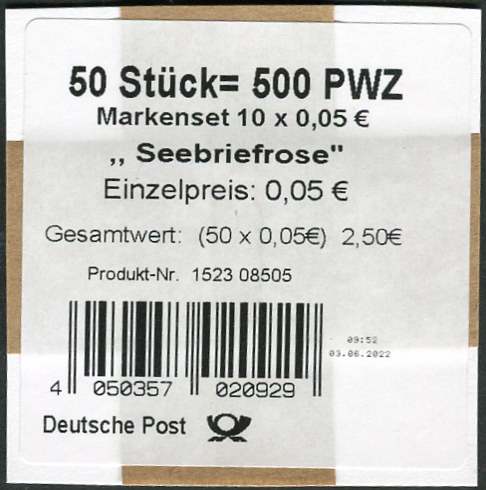 50 Stück= 500 PWZ
Markenset 10 x 0,05 €
,, Seebriefrose"
Einzelpreis: 0,05 €
Gesamtwert: (50 x 0,05€) 2,50€
Produkt-Nr. 1523 08505
09:52
03.06.2022
4 050357 020929
Deutsche Post